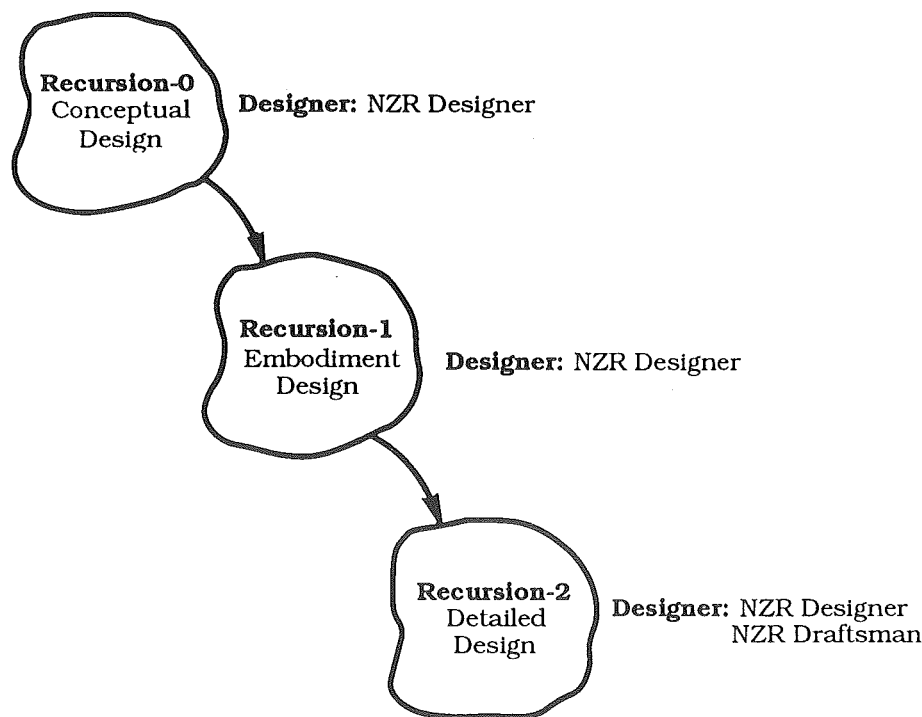 Recursion-0
Conceptual
Design
Designer: NZR Designer
Recursion-1
Embodiment
Design
Designer: NZR Designer
Recursion-2
Detailed
Design
Designer: NZR Designer
NZR Draftsman